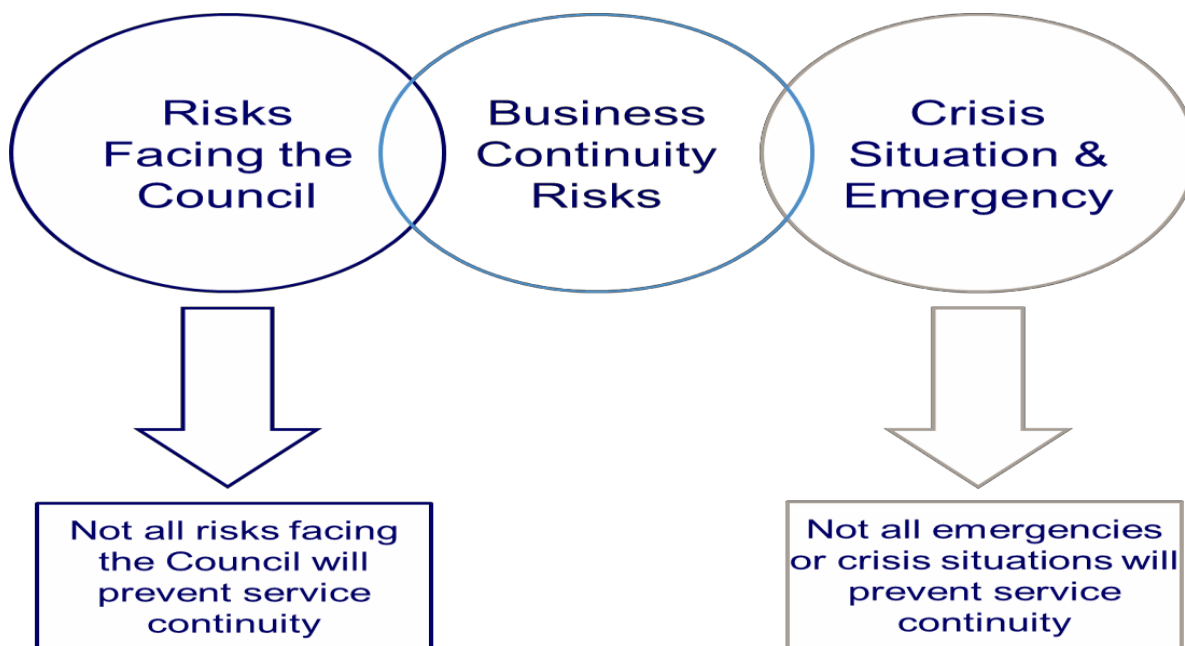 Risks
Facing the
Council
Business
Continuity
Risks
Crisis
Situation &
Emergency
Not all risks facing
the Council will
prevent service
continuity
Not all emergencies
or crisis situations will
prevent service
continuity